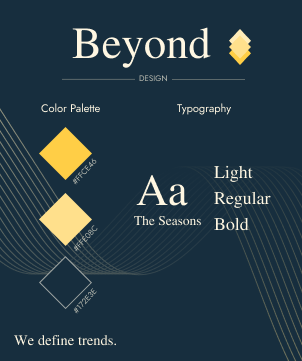 Beyond
DESIGN
Color Palette
Typography
#FFCE46
#FFE08C
#172E3E
Aa
The Seasons
Light
Regular
Bold
We define trends.